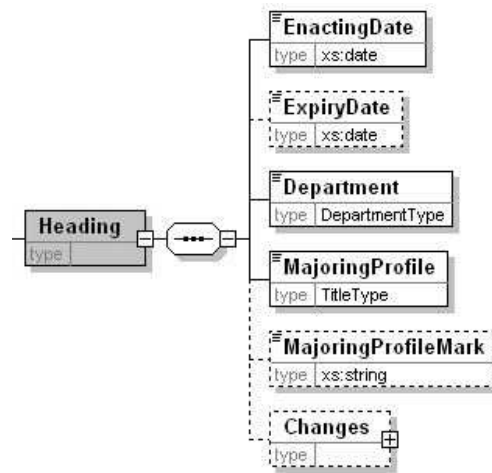 EnactingDate
type xs:date
ExpiryDate
type xs:date
Department
type DepartmentType
Heading
type
MajoringProfile
type TitleType
MajoringProfileMark
type xs:string
Changes
type